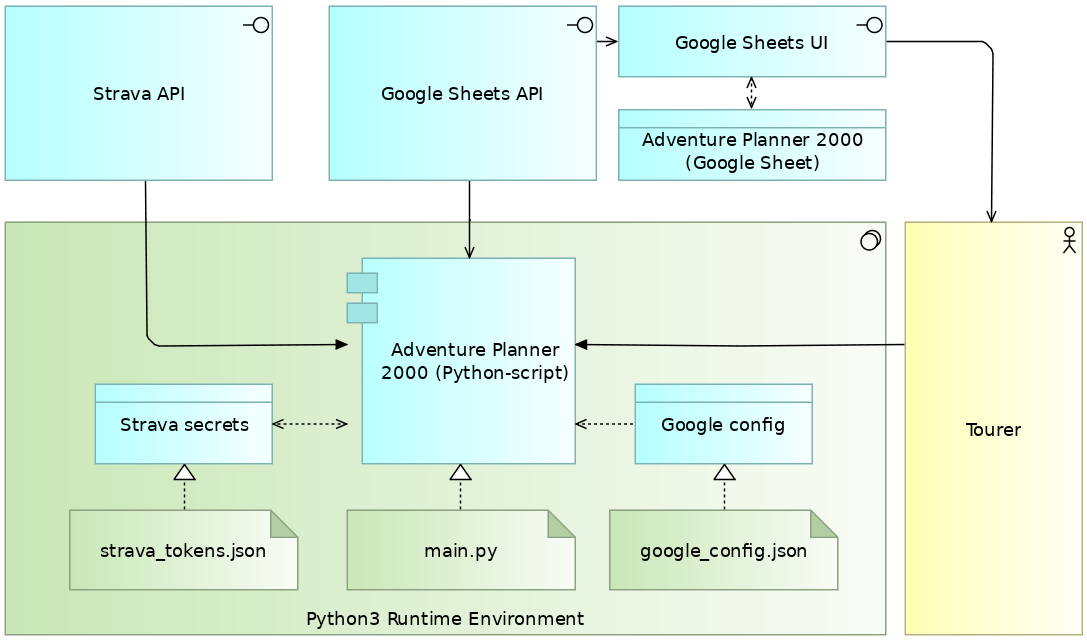 Strava API
Google Sheets API
Google Sheets UI
Adventure Planner 2000
(Google Sheet)
Adventure Planner
2000 (Python-script)
Strava secrets
Google config
Tourer
strava_tokens.json
main.py
google_config.json
Python3 Runtime Environment